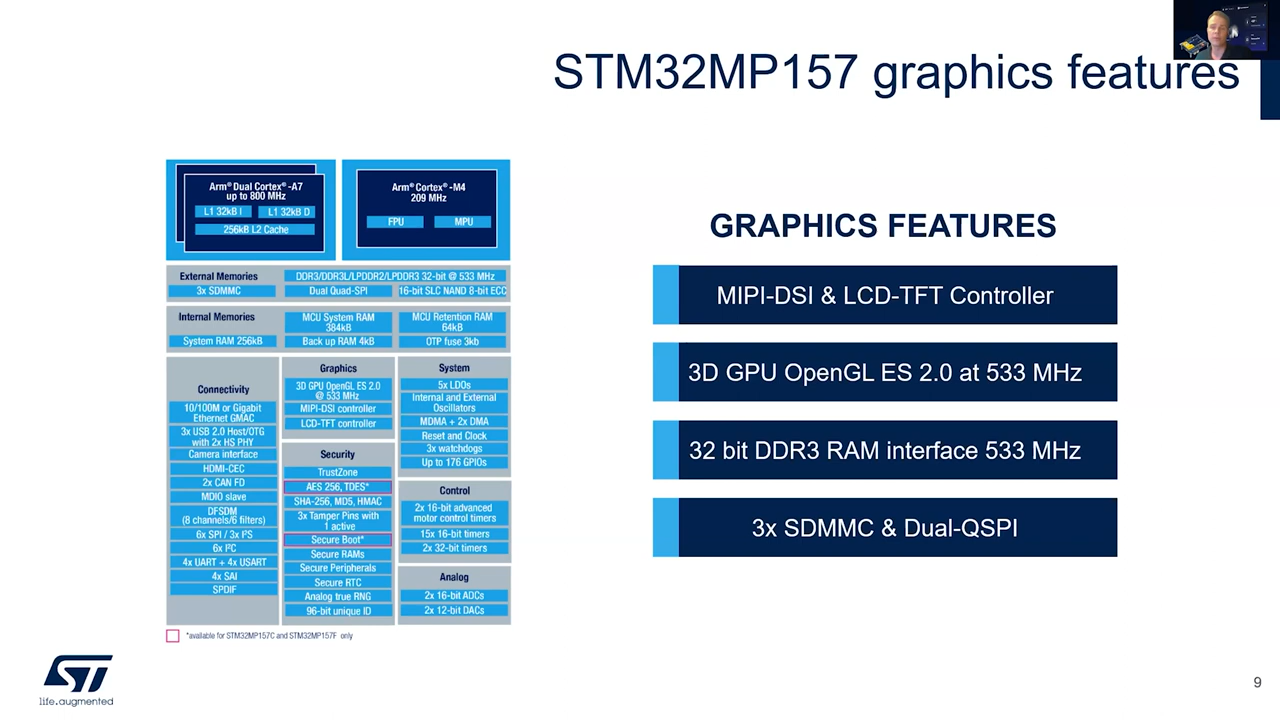 STM32MP157 graphics features
Arm® Dual Cortex®-A7
up to 800 MHz
L1 32kB I
L1 32kB D
256kB L2 Cache
Arm® Cortex®-M4
209 MHz
FPU
MPU
External Memories
DDR3/DDR3L/LPDDR2/LPDDR3 32-bit @ 533 MHz
3x SDMMC
Dual Quad-SPI
16-bit SLC NAND 8-bit ECC
Internal Memories
MCU System RAM
384kB
MCU Retention RAM
64kB
System RAM 256kB
Back up RAM 4kB
OTP fuse 3kb
Connectivity
10/100M or Gigabit
Ethernet GMAC
3x USB 2.0 Host/OTG
with 2x HS PHY
Camera interface
HDMI-CEC
2x CAN FD
MDIO slave
DFSDM
(8 channels/6 filters)
6x SPI / 3x I²S
6x I²C
4x UART + 4x USART
4x SAI
SPDIF
Graphics
3D GPU OpenGL ES 2.0
@ 533 MHz
MIPI-DSI controller
LCD-TFT controller
Security
TrustZone
AES 256, TDES*
SHA-256, MD5, HMAC
3x Tamper Pins with
1 active
Secure Boot*
Secure RAMs
Secure Peripherals
Secure RTC
Analog true RNG
96-bit unique ID
System
5x LDOs
Internal and External
Oscillators
MDMA + 2x DMA
Reset and Clock
3x watchdogs
Up to 176 GPIOs
Control
2x 16-bit advanced
motor control timers
15x 16-bit timers
2x 32-bit timers
Analog
2x 16-bit ADCs
2x 12-bit DACs
*available for STM32MP157C and STM32MP157F only
GRAPHICS FEATURES
MIPI-DSI & LCD-TFT Controller
3D GPU OpenGL ES 2.0 at 533 MHz
32 bit DDR3 RAM interface 533 MHz
3x SDMMC & Dual-QSPI
ST
life.augmented
9